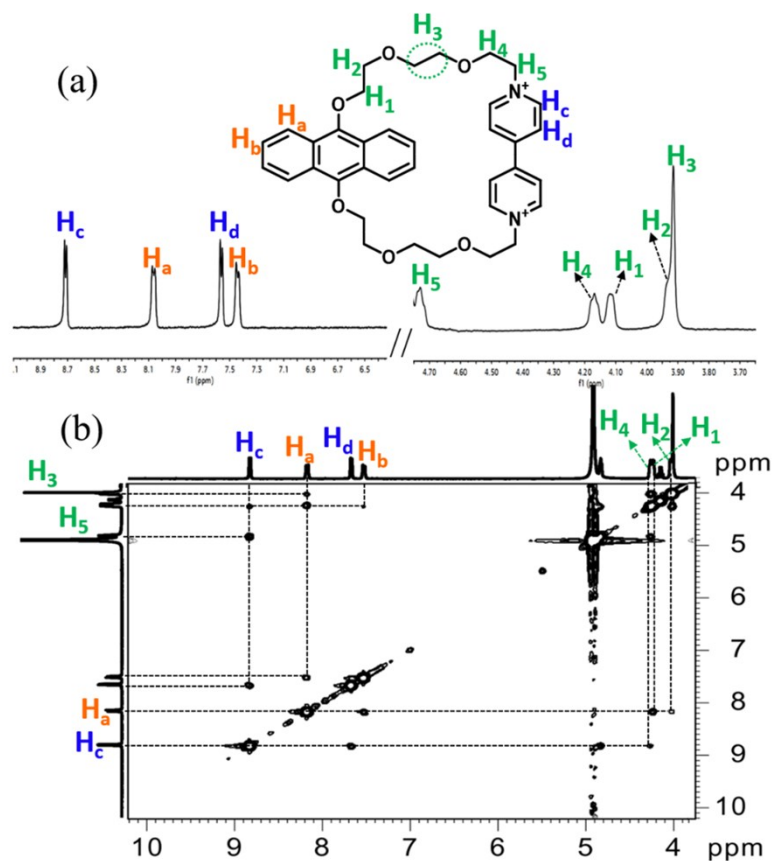 (a)
H3
H2
H4
H5
H1
O
O
O
O
O
O
N+
N+
Ha
Hb
Hc
Hd
Hc
Ha
Hd
Hb
H5
H4
H1
H2
H3
//
.1 8.9 8.7 8.5 8.3 8.1 7.9 7.7 7.5 7.3 7.1 6.9 6.7 6.5
f1 (ppm)
4.70 4.60 4.50 4.40 4.30 4.20 4.10 4.00 3.90 3.80 3.70
f1 (ppm)
(b)
Hc
Ha
Hd
Hb
H4
H2
H1
ppm
H3
H5
Ha
Hc
4
5
6
7
8
9
10
10 9 8 7 6 5 4 ppm